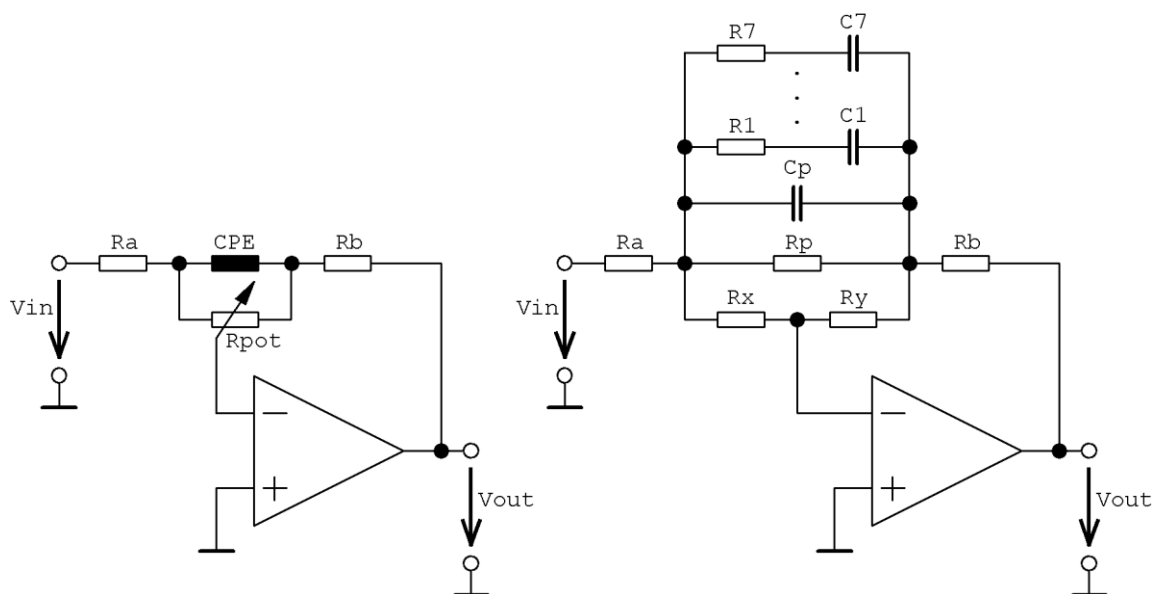 Ra
CPE
Rb
Vin
Rpot
−
+
Vout
R7
C7
R1
C1
Cp
Ra
Rp
Rb
Vin
Rx
Ry
−
+
Vout